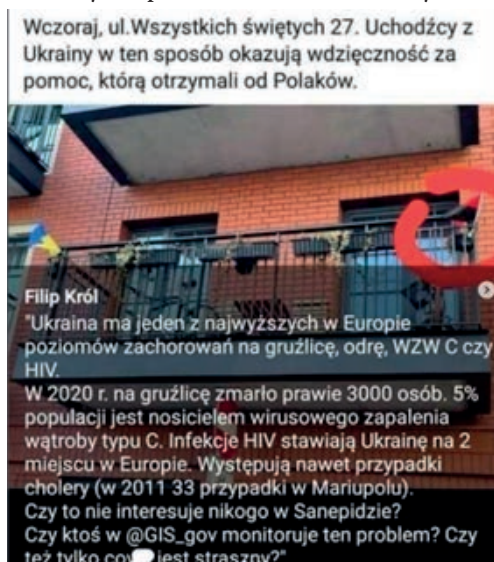 Wczoraj, ul.Wszystkich świętych 27. Uchodźcy z
Ukrainy w ten sposób okazują wdzięczność za
pomoc, którą otrzymali od Polaków.
Filip Król
"Ukraina ma jeden z najwyższych w Europie
poziomów zachorowań na gruźlicę, odrę, WZW C czy
HIV.
W 2020 r. na gruźlicę zmarło prawie 3000 osób. 5%
populacji jest nosicielem wirusowego zapalenia
wątroby typu C. Infekcje HIV stawiają Ukrainę na 2
miejscu w Europie. Występują nawet przypadki
cholery (w 2011 33 przypadki w Mariupolu).
Czy to nie interesuje nikogo w Sanepidzie?
Czy ktoś w @GIS_gov monitoruje ten problem? Czy
też tylko jest straszny?"